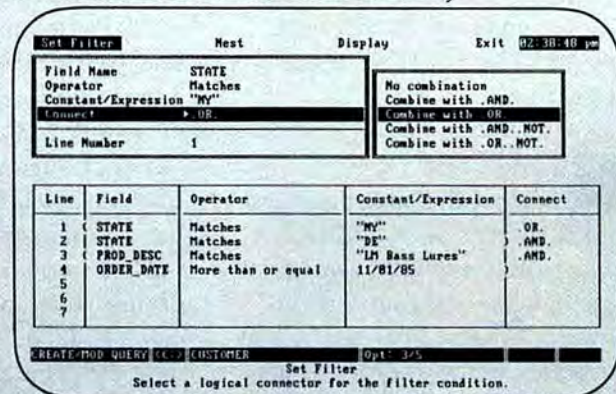 Set Filter Nest Display Exit 02:38:48 pm
Field Name STATE
Operator Matches
Constant/Expression "MY"
Connect ▶.OR.
Line Number 1
No combination
Combine with .AND.
Combine with .OR.
Combine with .AND..NOT.
Combine with .OR..NOT.
Line Field Operator Constant/Expression Connect
1 ( STATE Matches "MY" .OR.
2 STATE Matches "DE" ) .AND.
3 ( PROD_DESC Matches "LM Bass Lures" .AND.
4 ORDER_DATE More than or equal 11/01/85 )
5
6
7
CREATE/MOD QUERY <C:> CUSTOMER Opt: 3/5
Set Filter
Select a logical connector for the filter condition.